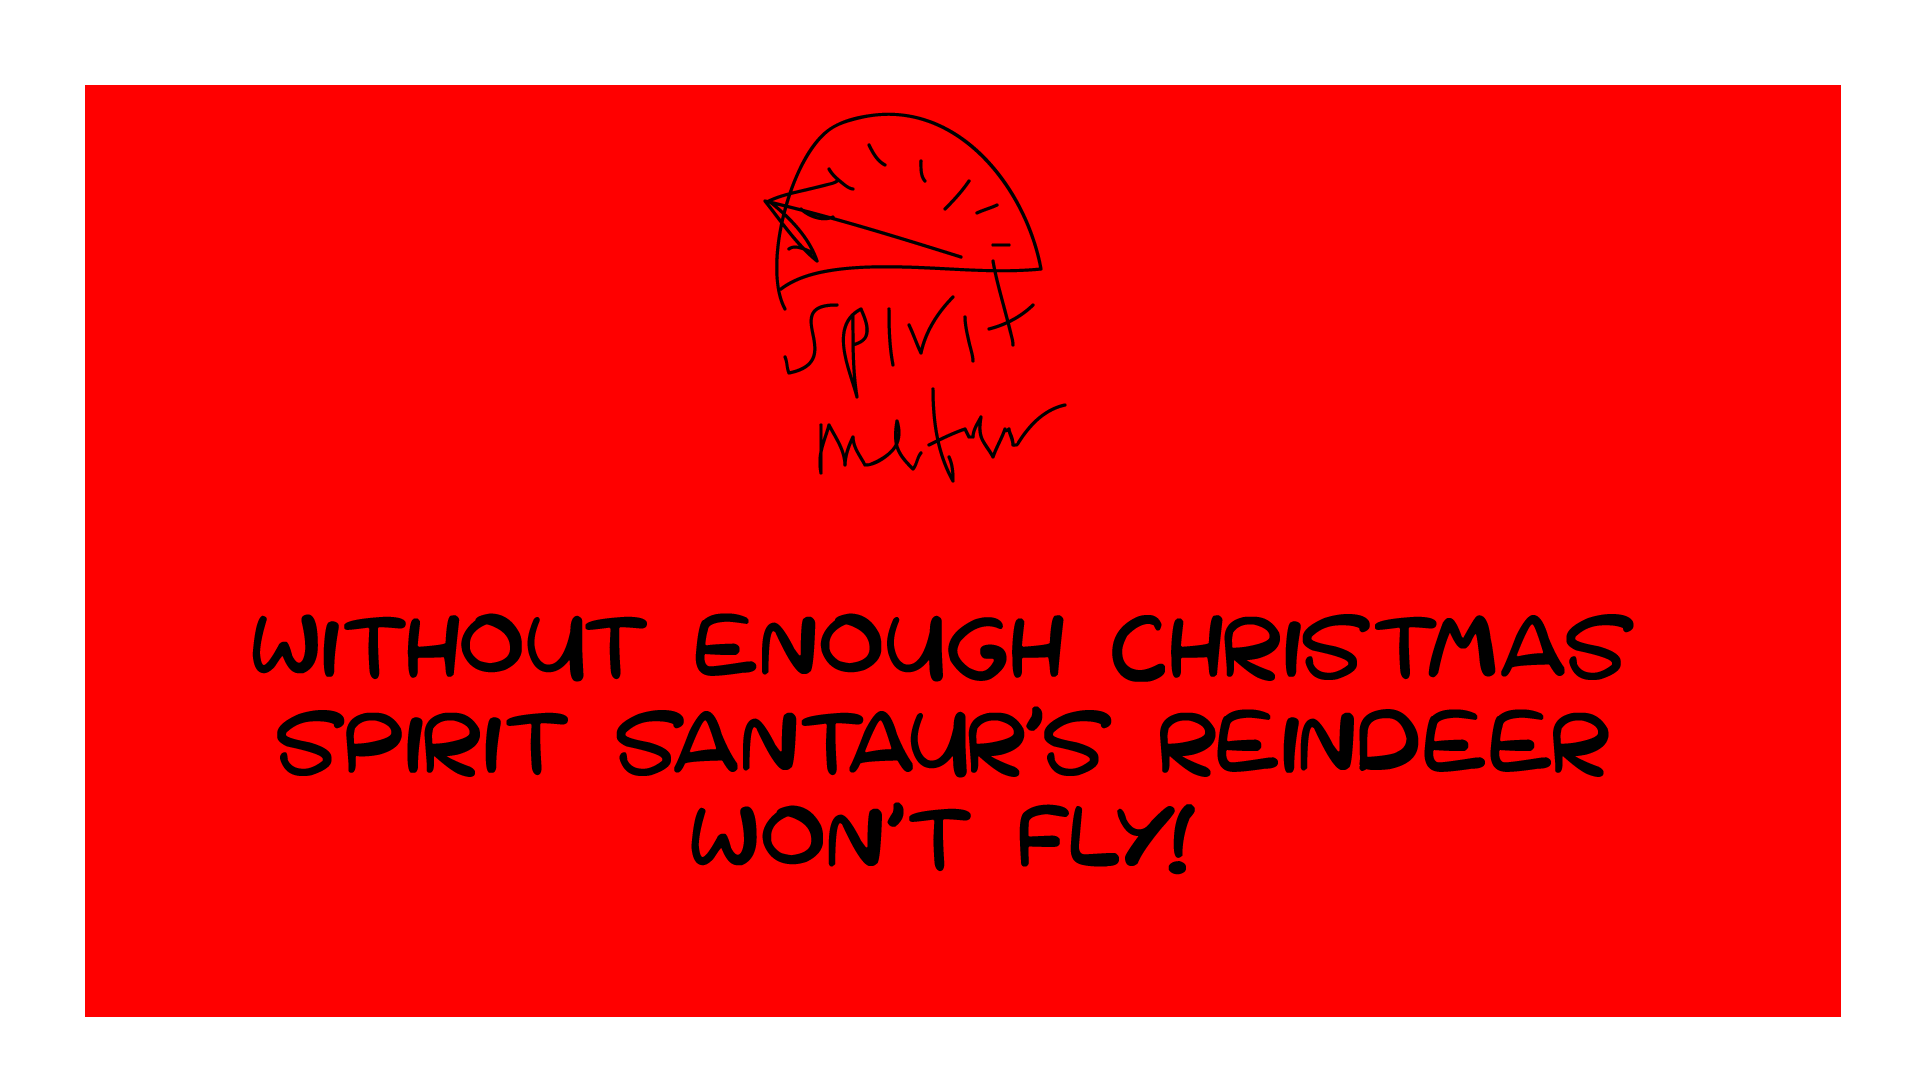 spirit
meter
WITHOUT ENOUGH CHRISTMAS
SPIRIT SANTAUR'S REINDEER
WON'T FLY!